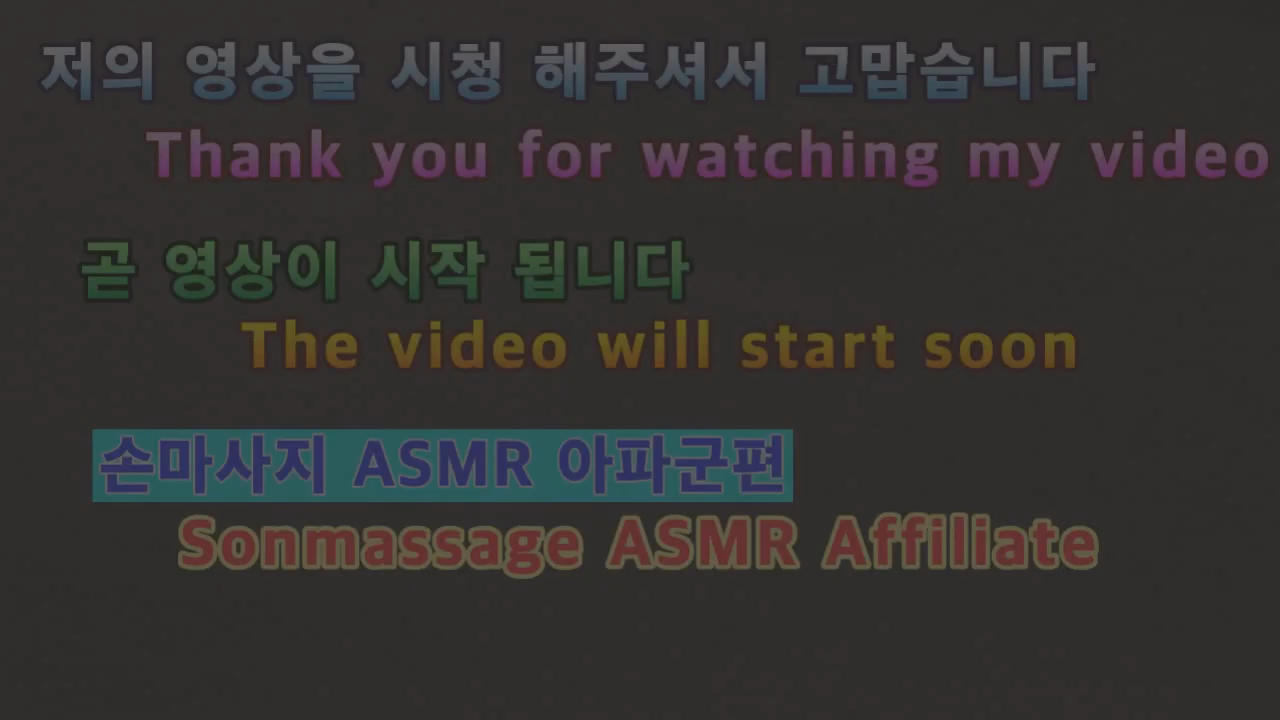 저의 영상을 시청 해주셔서 고맙습니다
Thank you for watching my video
곧 영상이 시작 됩니다
The video will start soon
손마사지 ASMR 아파군편
Sonmassage ASMR Affiliate